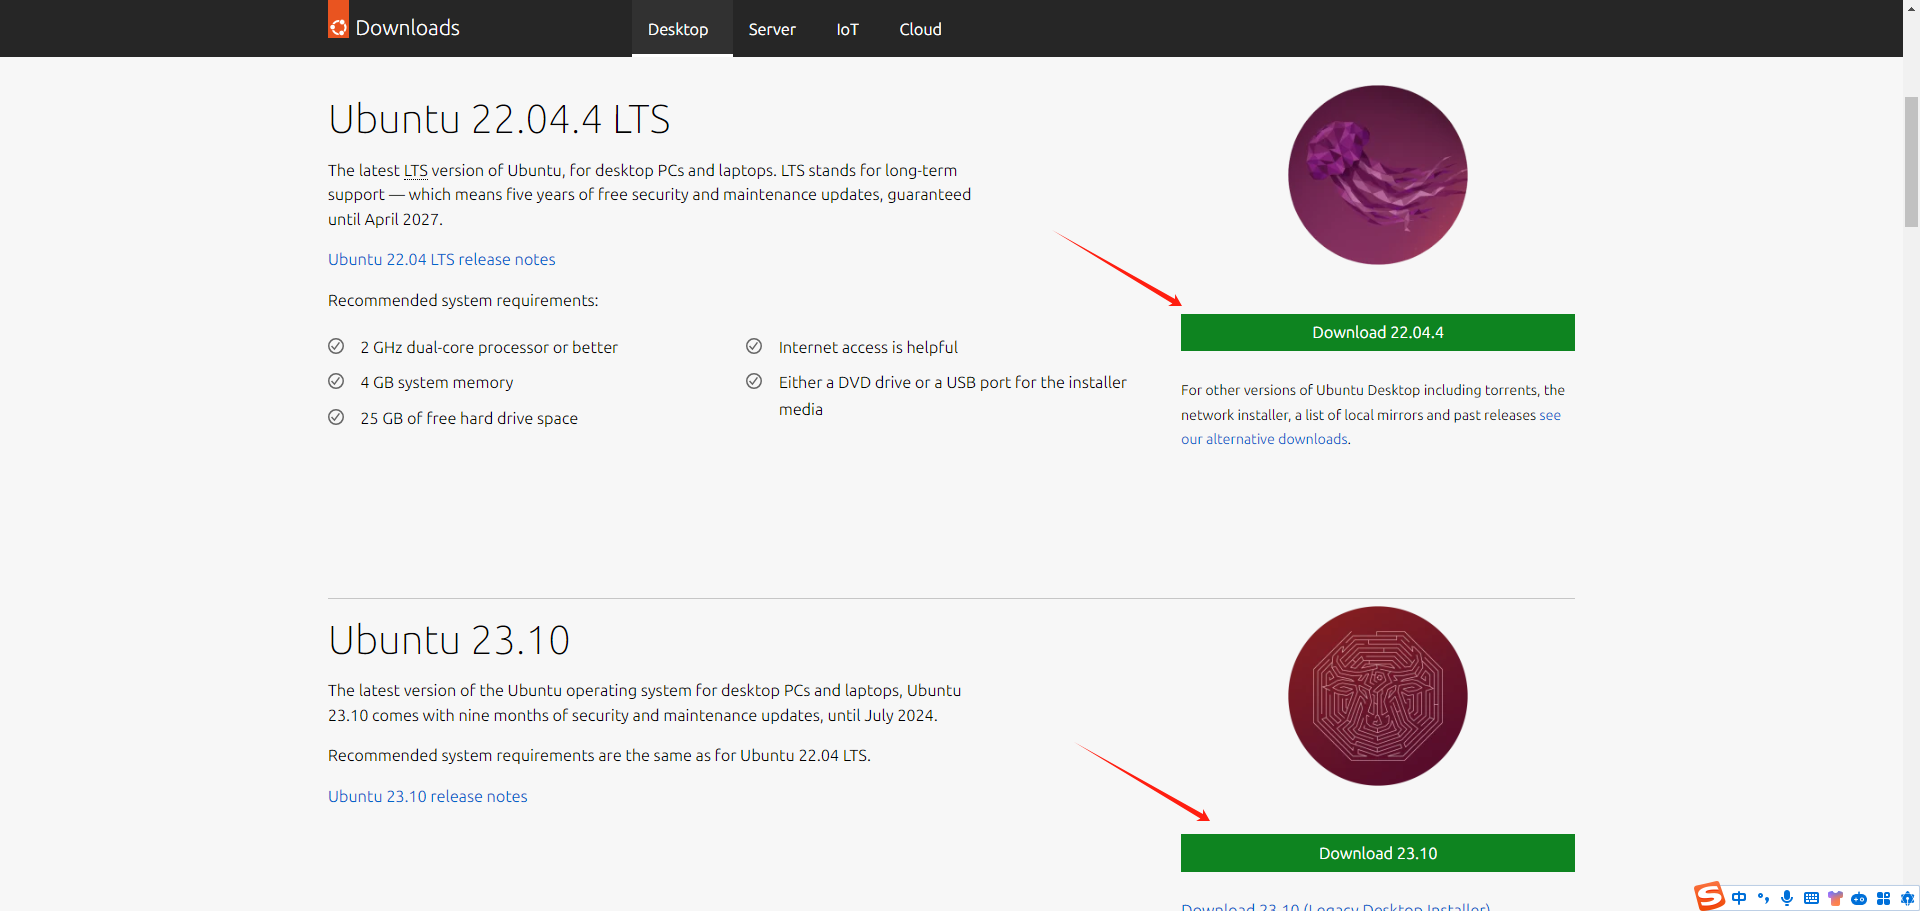 Downloads
Desktop
Server
IoT
Cloud
Ubuntu 22.04.4 LTS
The latest LTS version of Ubuntu, for desktop PCs and laptops. LTS stands for long-term
support — which means five years of free security and maintenance updates, guaranteed
until April 2027.
Ubuntu 22.04 LTS release notes
Recommended system requirements:
2 GHz dual-core processor or better
4 GB system memory
25 GB of free hard drive space
Internet access is helpful
Either a DVD drive or a USB port for the installer
media
Download 22.04.4
For other versions of Ubuntu Desktop including torrents, the
network installer, a list of local mirrors and past releases see
our alternative downloads.
Ubuntu 23.10
The latest version of the Ubuntu operating system for desktop PCs and laptops, Ubuntu
23.10 comes with nine months of security and maintenance updates, until July 2024.
Recommended system requirements are the same as for Ubuntu 22.04 LTS.
Ubuntu 23.10 release notes
Download 23.10
Download 23.10 (Legacy Desktop Installer)
中